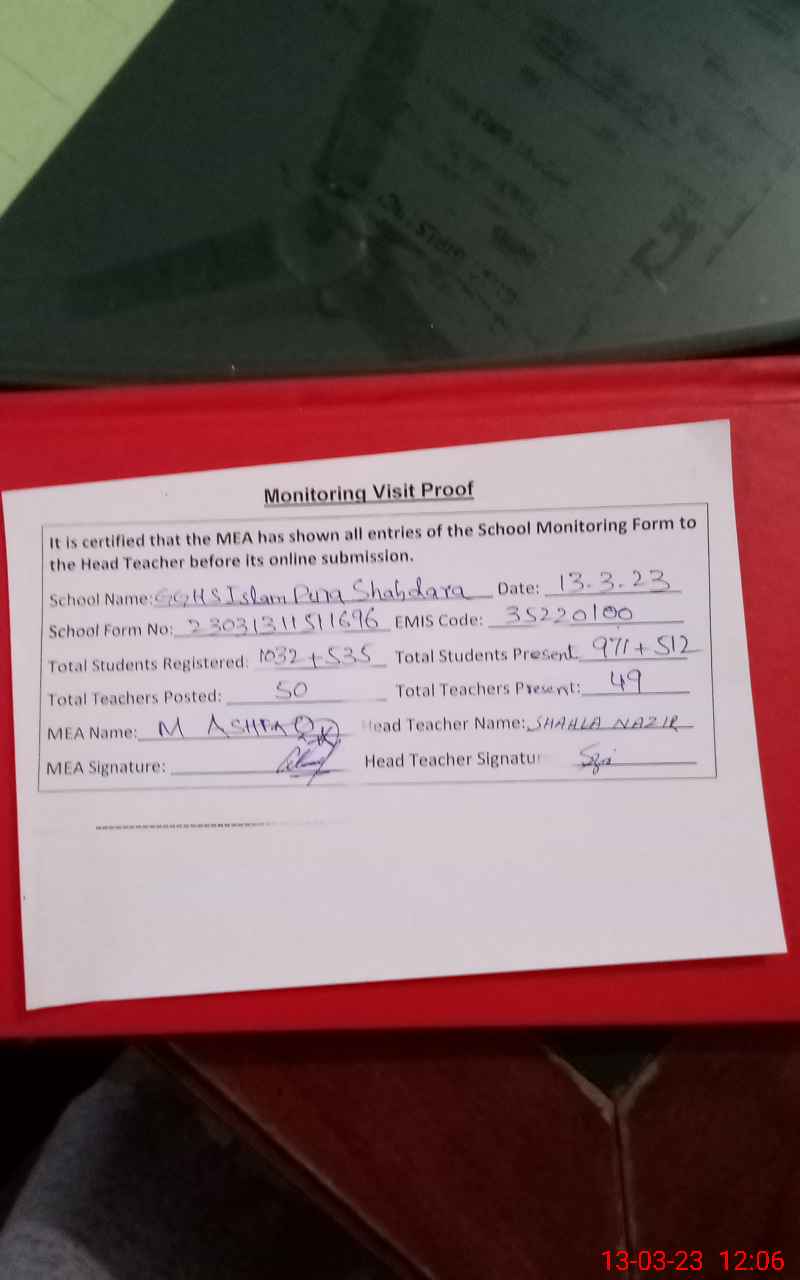 Monitoring Visit Proof
It is certified that the MEA has shown all entries of the School Monitoring Form to
the Head Teacher before its online submission.
School Name: GGHS Islam Pura Shahdara Date: 13.3.23
School Form No: 23031311511696 EMIS Code: 35220100
Total Students Registered: 1032+535 Total Students Present 971+512
Total Teachers Posted: 50 Total Teachers Present: 49
MEA Name: M ASHFAQ Head Teacher Name: SHAHLA NAZIR
MEA Signature: Head Teacher Signatur
13-03-23 12:06